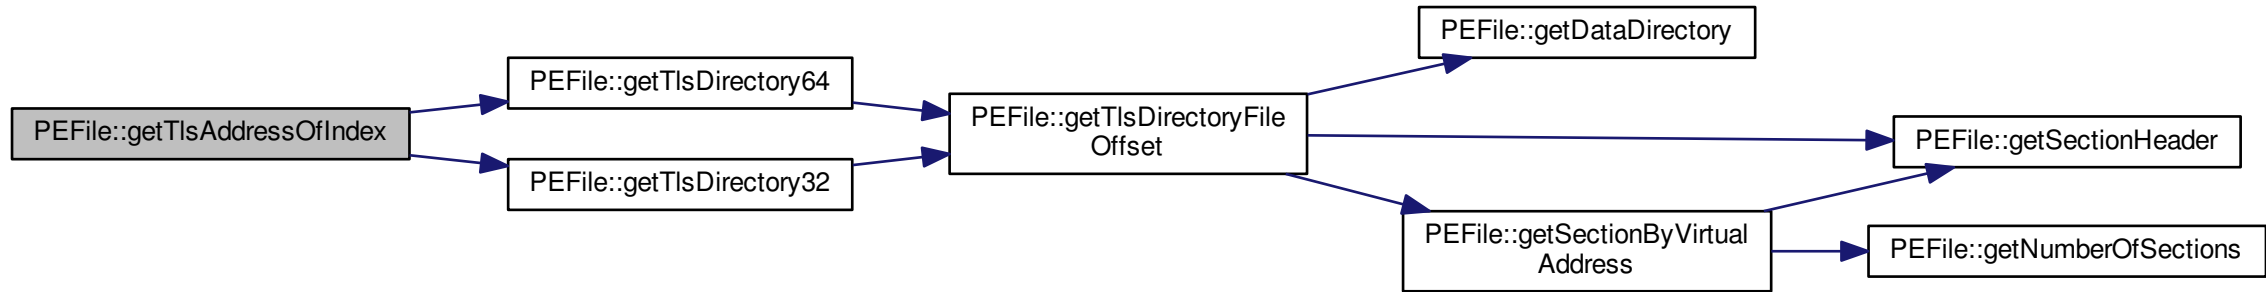 PEFile::getTlsAddressOfIndex
PEFile::getTlsDirectory64
PEFile::getTlsDirectory32
PEFile::getTlsDirectoryFile
Offset
PEFile::getDataDirectory
PEFile::getSectionByVirtual
Address
PEFile::getSectionHeader
PEFile::getNumberOfSections